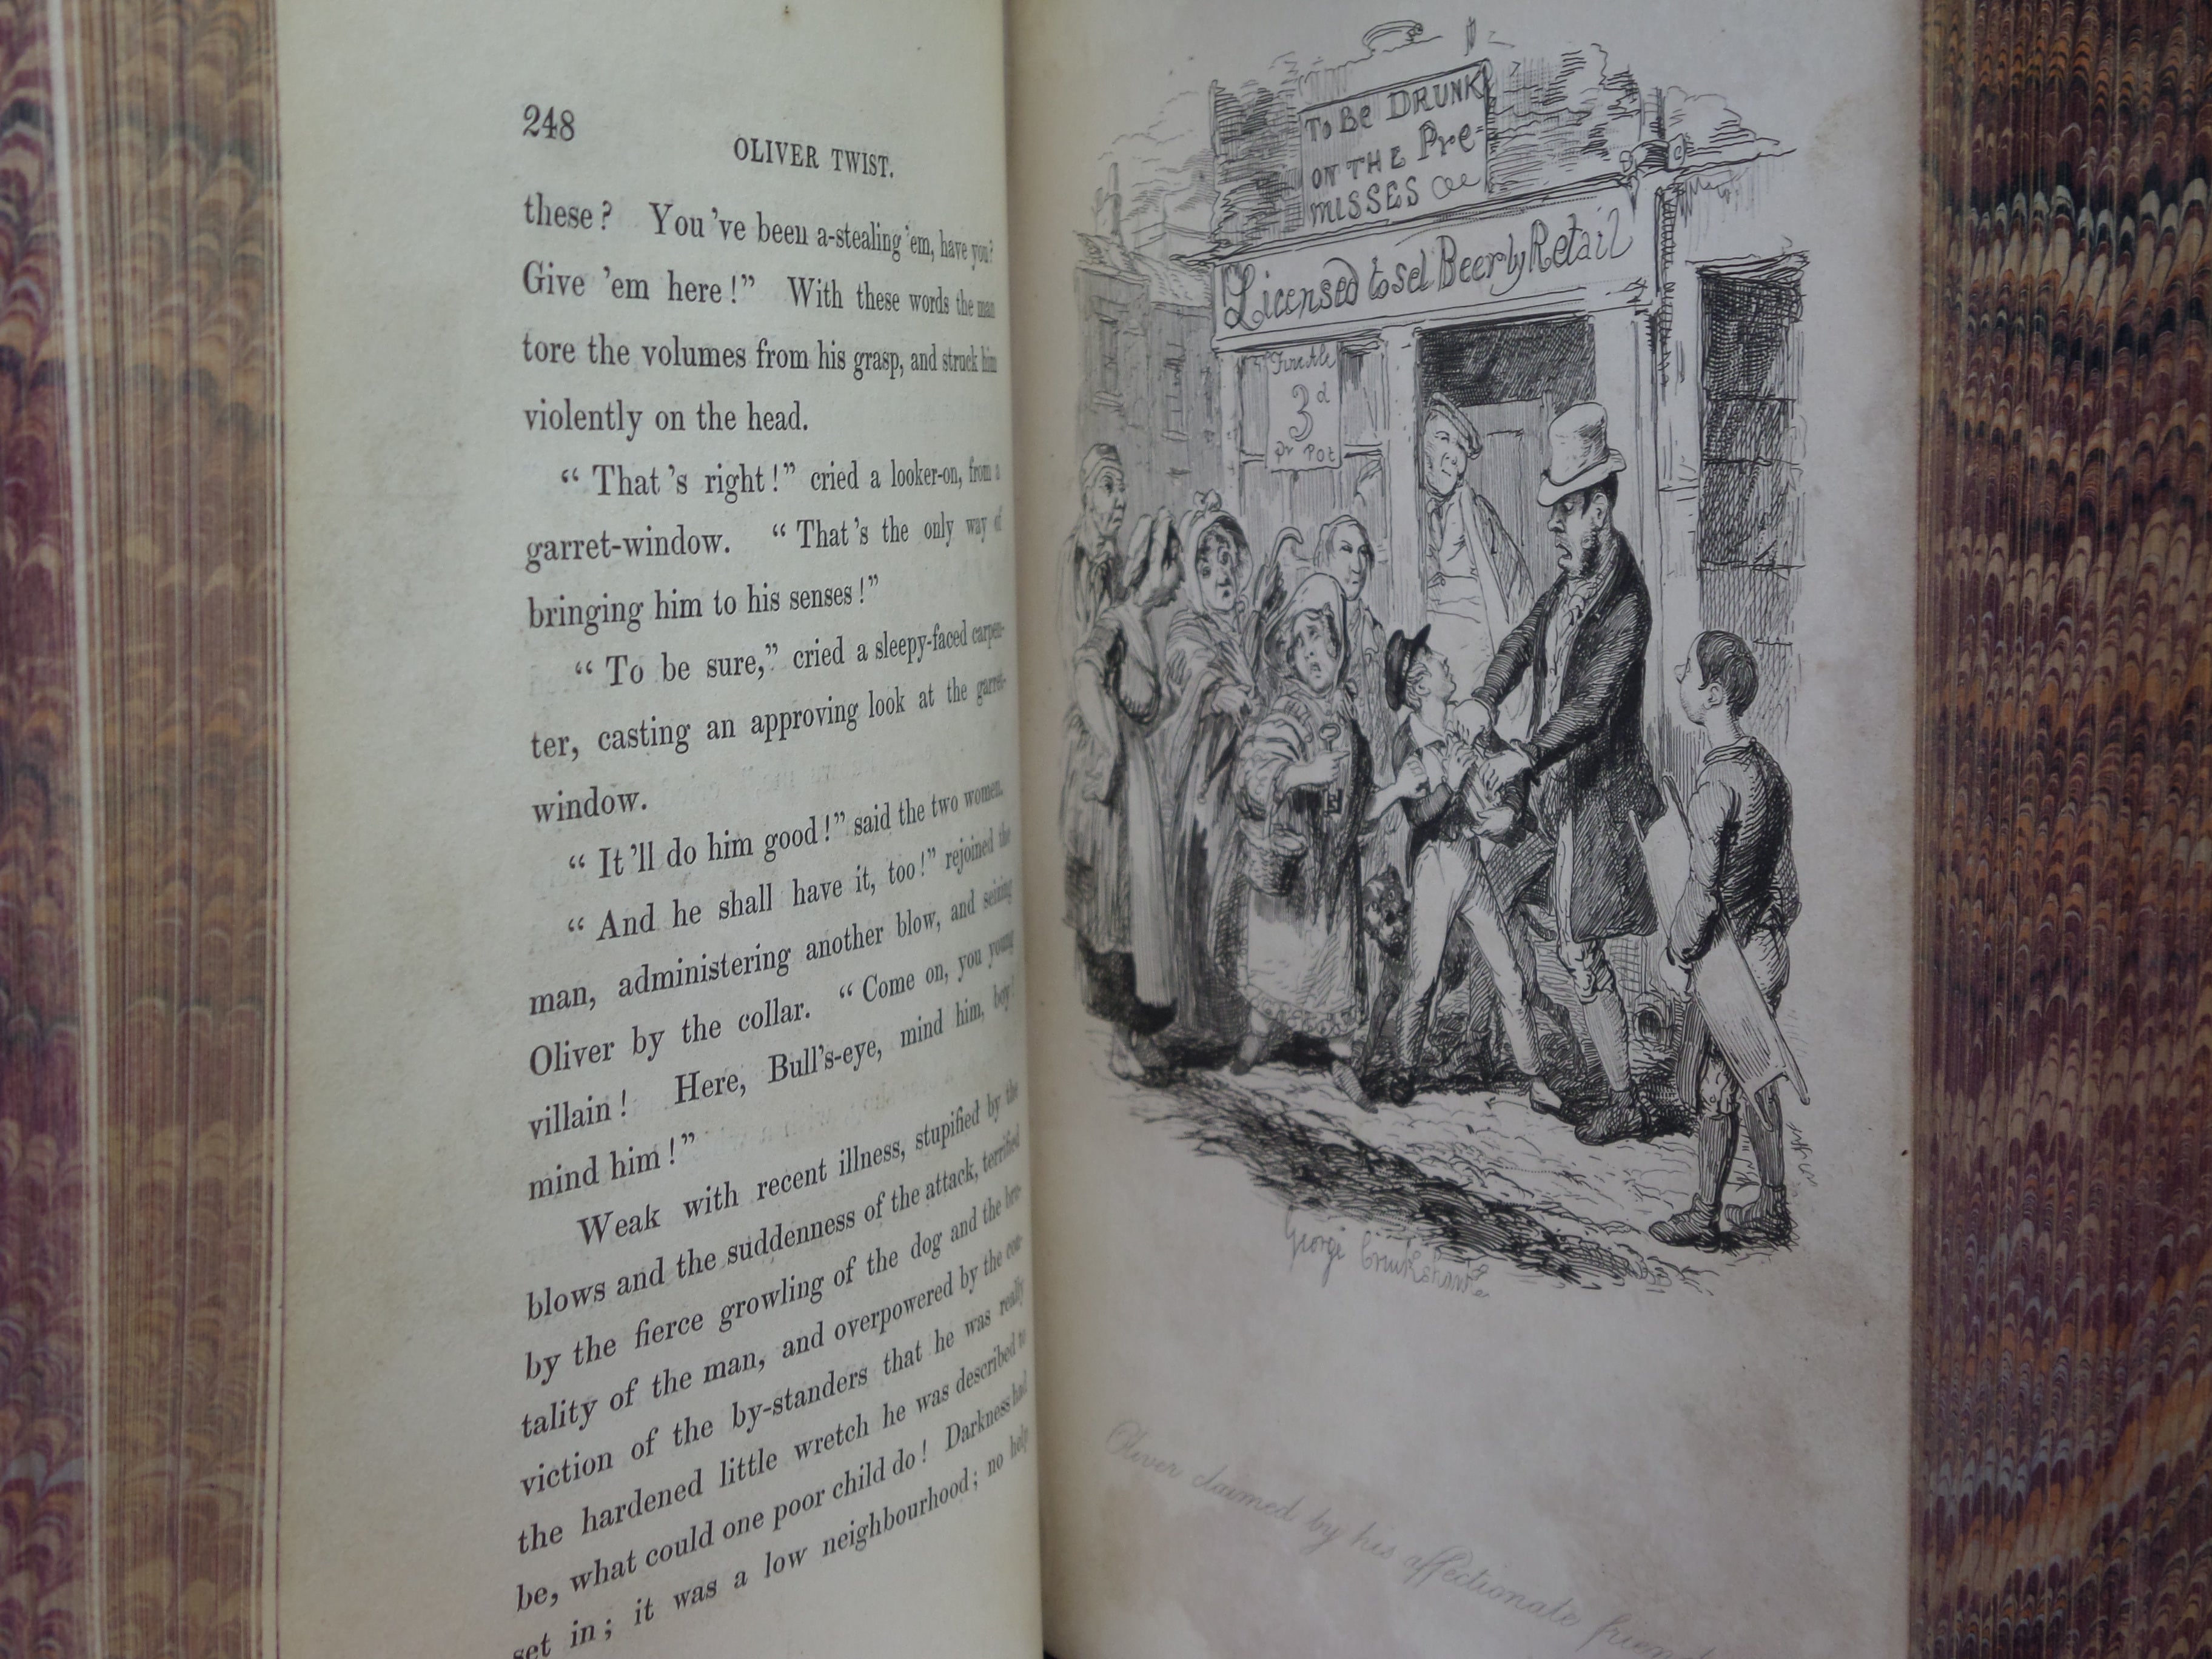 248
OLIVER TWIST.
these? You 've been a-stealing 'em, have you?
Give 'em here!" With these words the man
tore the volumes from his grasp, and struck him
violently on the head.
" That 's right!" cried a looker-on, from a
garret-window. " That 's the only way of
bringing him to his senses!"
" To be sure," cried a sleepy-faced carpen-
ter, casting an approving look at the garret-
window.
" It 'll do him good!" said the two women.
" And he shall have it, too!" rejoined the
man, administering another blow, and seizing
Oliver by the collar. " Come on, you young
villain! Here, Bull's-eye, mind him, boy!
mind him!"
Weak with recent illness, stupified by the
blows and the suddenness of the attack, terrified
by the fierce growling of the dog and the bru-
tality of the man, and overpowered by the con-
viction of the by-standers that he was really
the hardened little wretch he was described to
be, what could one poor child do! Darkness had
set in; it was a low neighbourhood; no help
To BE DRUNK
ON THE Pre-
MISSES
Licensed to sel Beer by Retail
Fine Ale
3d
Pr Pot
George Cruikshank
Oliver claimed by his affectionate friend